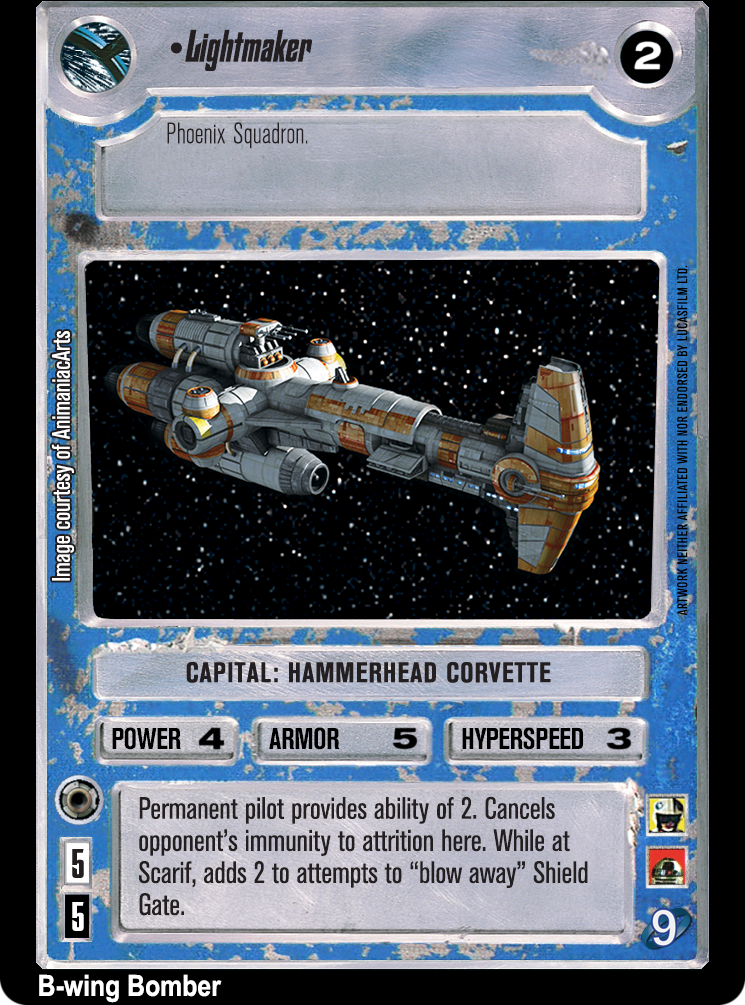 •Lightmaker
2
Phoenix Squadron.
Image courtesy of AnimaniacArts
ARTWORK NEITHER AFFILIATED WITH NOR ENDORSED BY LUCASFILM LTD.
CAPITAL: HAMMERHEAD CORVETTE
POWER 4 ARMOR 5 HYPERSPEED 3
Permanent pilot provides ability of 2. Cancels
opponent's immunity to attrition here. While at
Scarif, adds 2 to attempts to “blow away” Shield
Gate.
5
5
9
B-wing Bomber